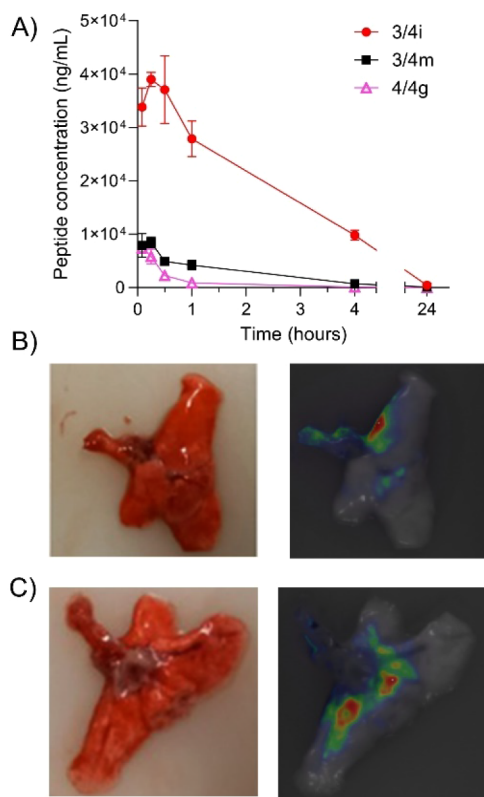 A)
Peptide concentration (ng/mL)
5×10⁴
4×10⁴
3×10⁴
2×10⁴
1×10⁴
0
3/4i
3/4m
4/4g
0 1 2 3 4 24
Time (hours)
B)
C)